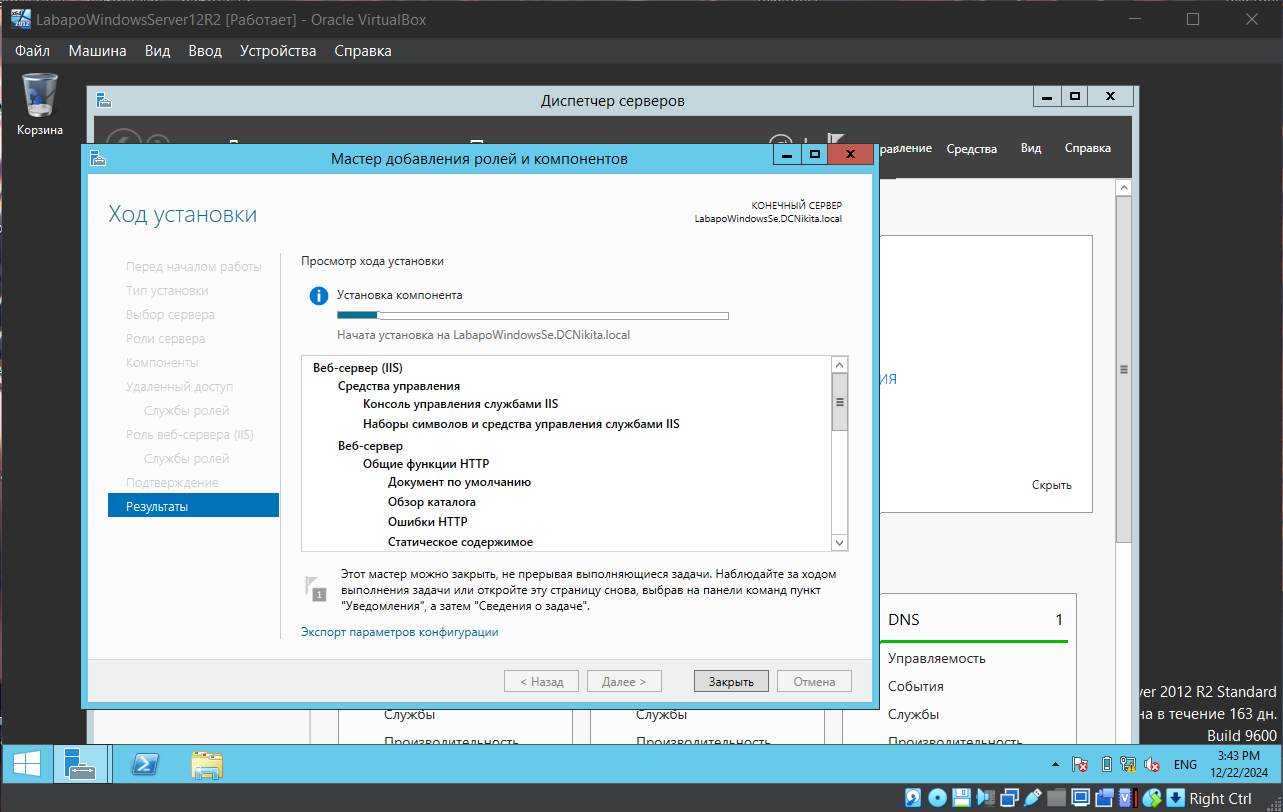 LabapoWindowsServer12R2 [Работает] - Oracle VirtualBox
Файл Машина Вид Ввод Устройства Справка
Корзина
Диспетчер серверов
Средства Вид Справка
Мастер добавления ролей и компонентов
Ход установки
КОНЕЧНЫЙ СЕРВЕР
LabapoWindowsSe.DCNikita.local
Перед началом работы
Тип установки
Выбор сервера
Роли сервера
Компоненты
Удаленный доступ
Службы ролей
Роль веб-сервера (IIS)
Службы ролей
Подтверждение
Результаты
Просмотр хода установки
Установка компонента
Начата установка на LabapoWindowsSe.DCNikita.local
Веб-сервер (IIS)
Средства управления
Консоль управления службами IIS
Наборы символов и средства управления службами IIS
Веб-сервер
Общие функции HTTP
Документ по умолчанию
Обзор каталога
Ошибки HTTP
Статическое содержимое
1
Этот мастер можно закрыть, не прерывая выполняющиеся задачи. Наблюдайте за ходом
выполнения задачи или откройте эту страницу снова, выбрав на панели команд пункт
"Уведомления", а затем "Сведения о задаче".
Экспорт параметров конфигурации
< Назад Далее > Закрыть Отмена
Скрыть
DNS 1
Управляемость
События
Службы Службы Службы
Производительность Производительность Производительность
2012 R2 Standard
в течение 163 дн.
Build 9600
ENG
3:43 PM
12/22/2024
Right Ctrl